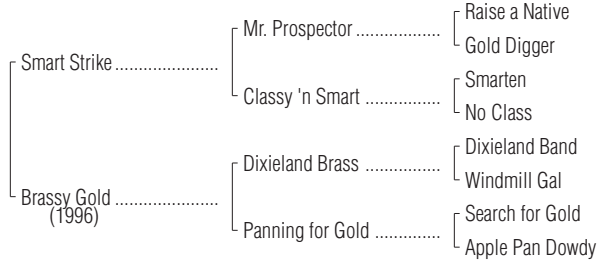 Raise a Native
Mr. Prospector ..................
Gold Digger
Smart Strike ......................
Smarten
Classy 'n Smart ................
No Class
Dixieland Band
Dixieland Brass ................
Windmill Gal
Brassy Gold ......................
(1996)
Search for Gold
Panning for Gold ..............
Apple Pan Dowdy